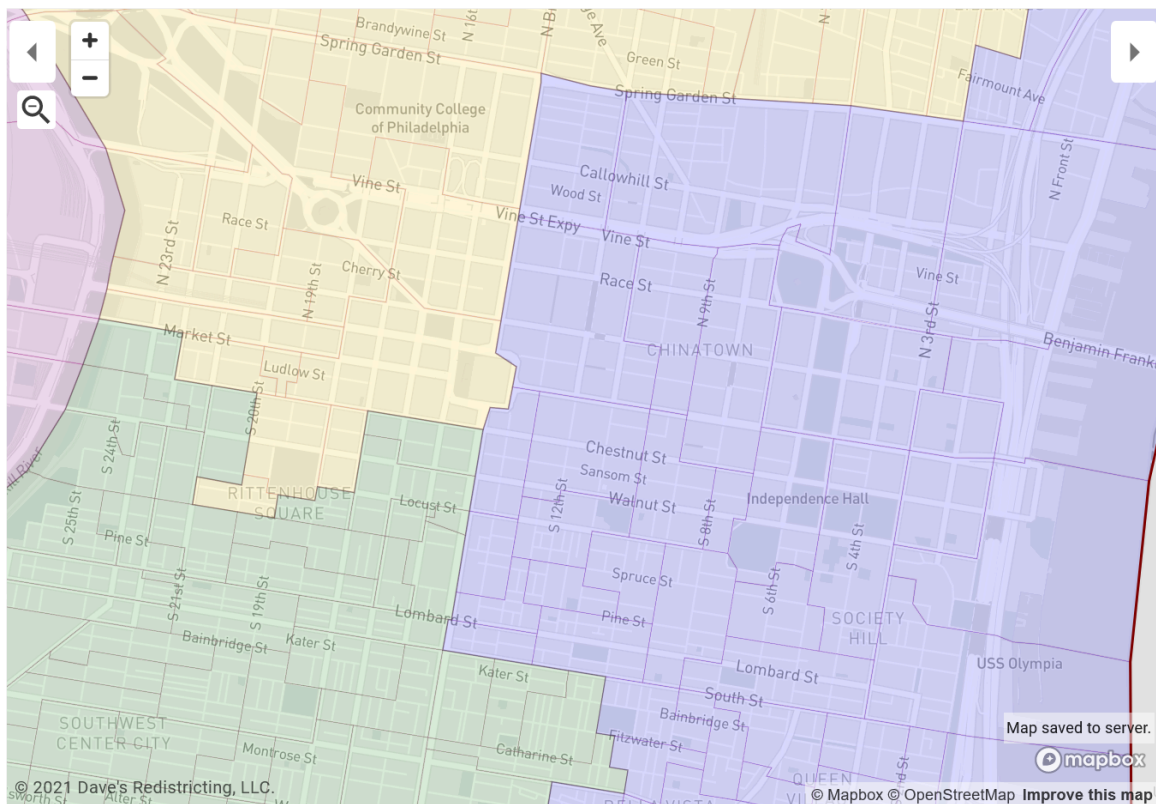 Brandywine St
N 16th
Spring Garden St
Green St
Fairmount Ave
Spring Garden St
Community College
of Philadelphia
Callowhill St
Wood St
Vine St
Vine St Expy
Vine St
N Front St
Race St
N 23rd St
Cherry St
N 19th St
Race St
N 9th St
Vine St
N 3rd St
Market St
CHINATOWN
Benjamin Frank
Ludlow St
S 20th St
S 24th St
Chestnut St
Sansom St
Walnut St
Independence Hall
RITTENHOUSE
SQUARE
Locust St
S 12th St
S 8th St
S 4th St
S 25th St
Pine St
S 21st St
S 19th St
Spruce St
S 6th St
Pine St
Lombard St
SOCIETY
HILL
Bainbridge St
Kater St
Kater St
Lombard St
USS Olympia
South St
Bainbridge St
Fitzwater St
SOUTHWEST
CENTER CITY
Montrose St
Catharine St
QUEEN
BELLA VISTA
Alter St
Map saved to server.
mapbox
© 2021 Dave's Redistricting, LLC.
© Mapbox © OpenStreetMap Improve this map